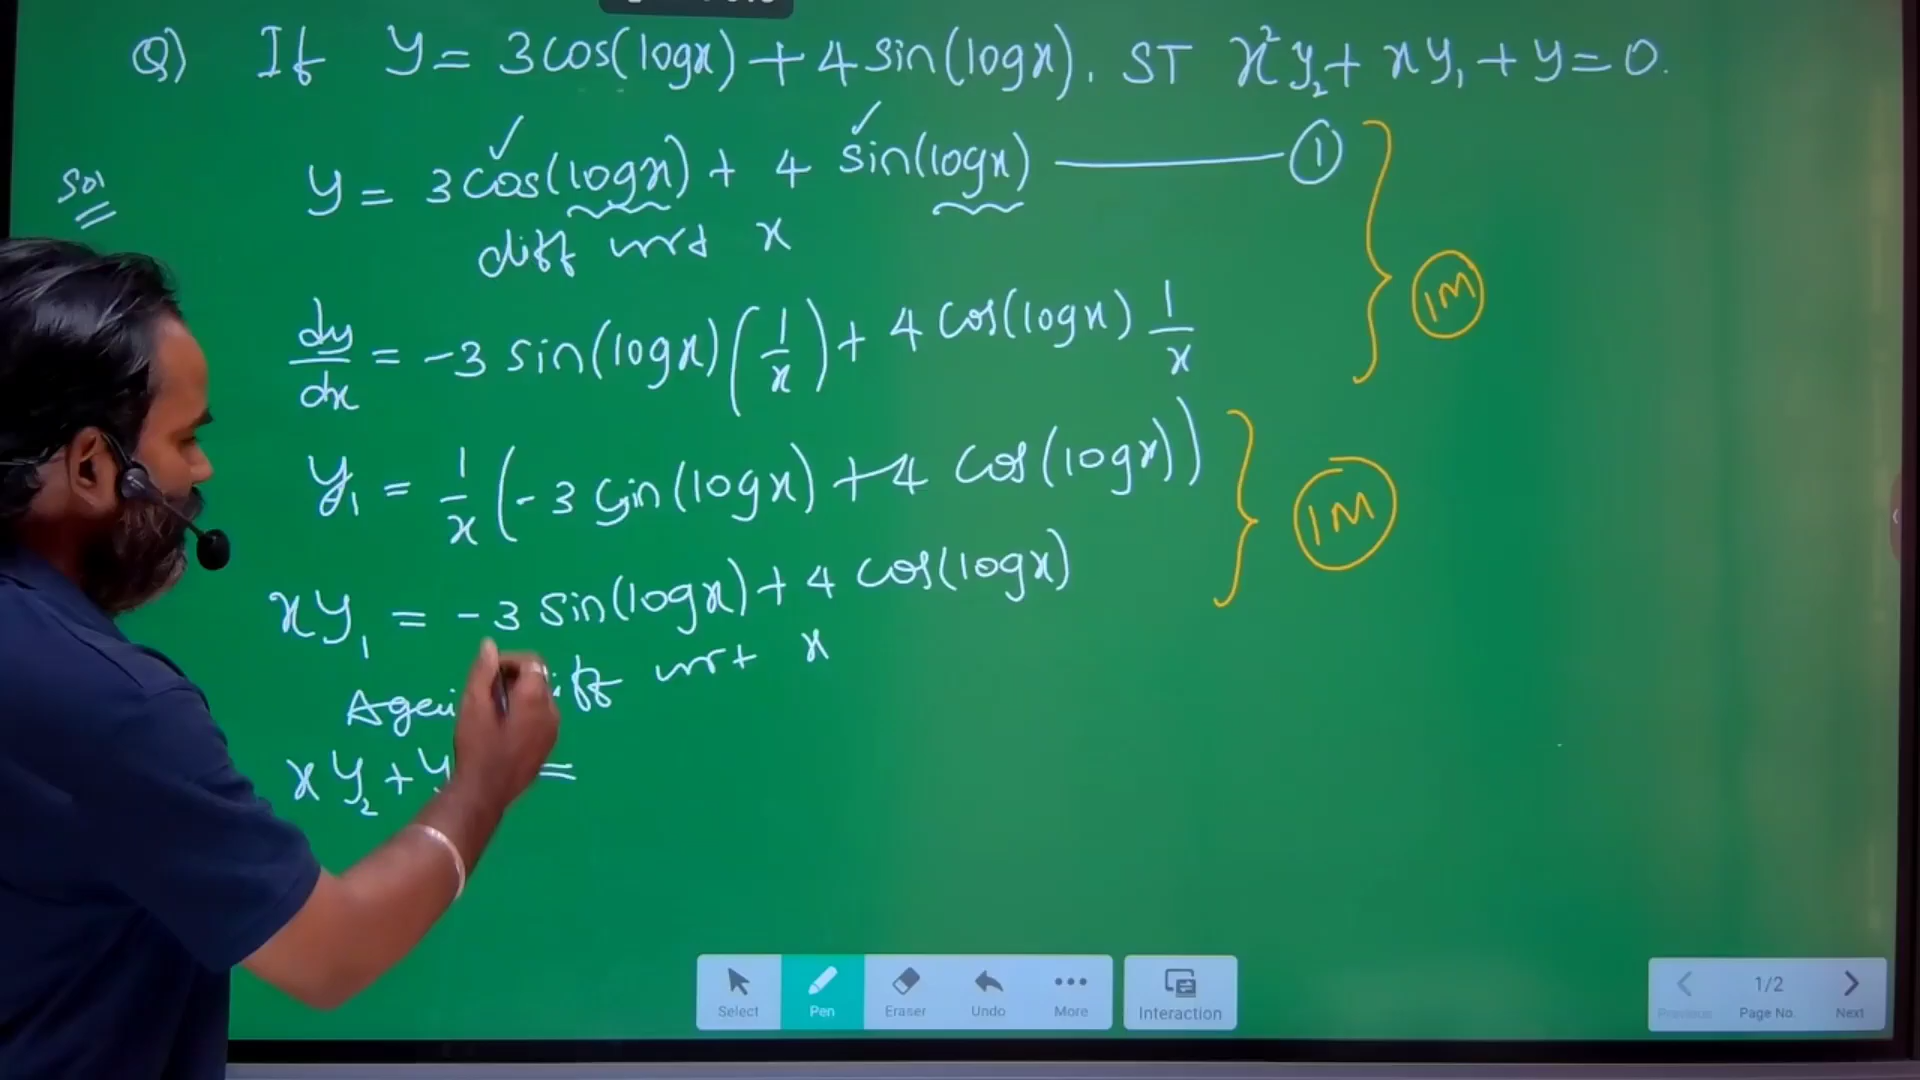 Q) If y = 3cos(logx) + 4sin(logx). ST x²y₂ + xy₁ + y = 0.
Sol
y = 3cos(logx) + 4 sin(logx) ——— ①
diff wrt x
dy/dx = -3 sin(logx)(1/x) + 4 cos(logx) 1/x
1M
y₁ = 1/x (-3 sin(logx) + 4 cos(logx))
1M
xy₁ = -3 sin(logx) + 4 cos(logx)
wrt x
xy₂ + y =
Select Pen Eraser Undo More Interaction
1/2
Previous Page No. Next